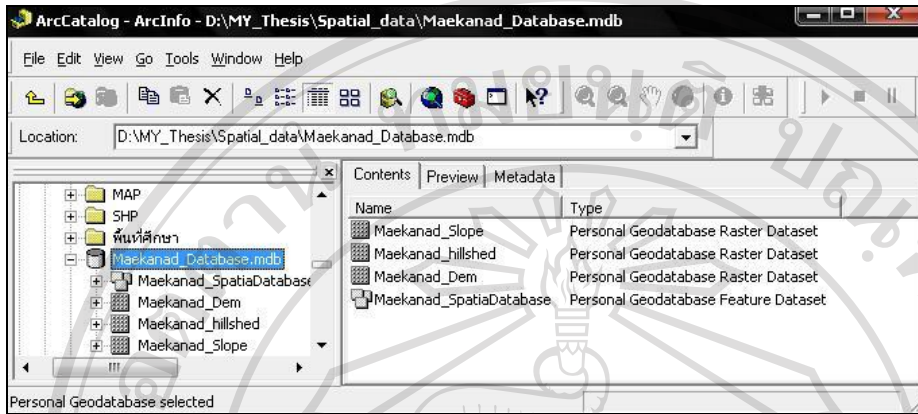 ArcCatalog - ArcInfo - D:\MY_Thesis\Spatial_data\Maekanad_Database.mdb
File Edit View Go Tools Window Help
Location: D:\MY_Thesis\Spatial_data\Maekanad_Database.mdb
MAP
SHP
พื้นที่ศึกษา
Maekanad_Database.mdb
Maekanad_SpatiaDatabase
Maekanad_Dem
Maekanad_hillshed
Maekanad_Slope
Contents Preview Metadata
Name Type
Maekanad_Slope Personal Geodatabase Raster Dataset
Maekanad_hillshed Personal Geodatabase Raster Dataset
Maekanad_Dem Personal Geodatabase Raster Dataset
Maekanad_SpatiaDatabase Personal Geodatabase Feature Dataset
Personal Geodatabase selected